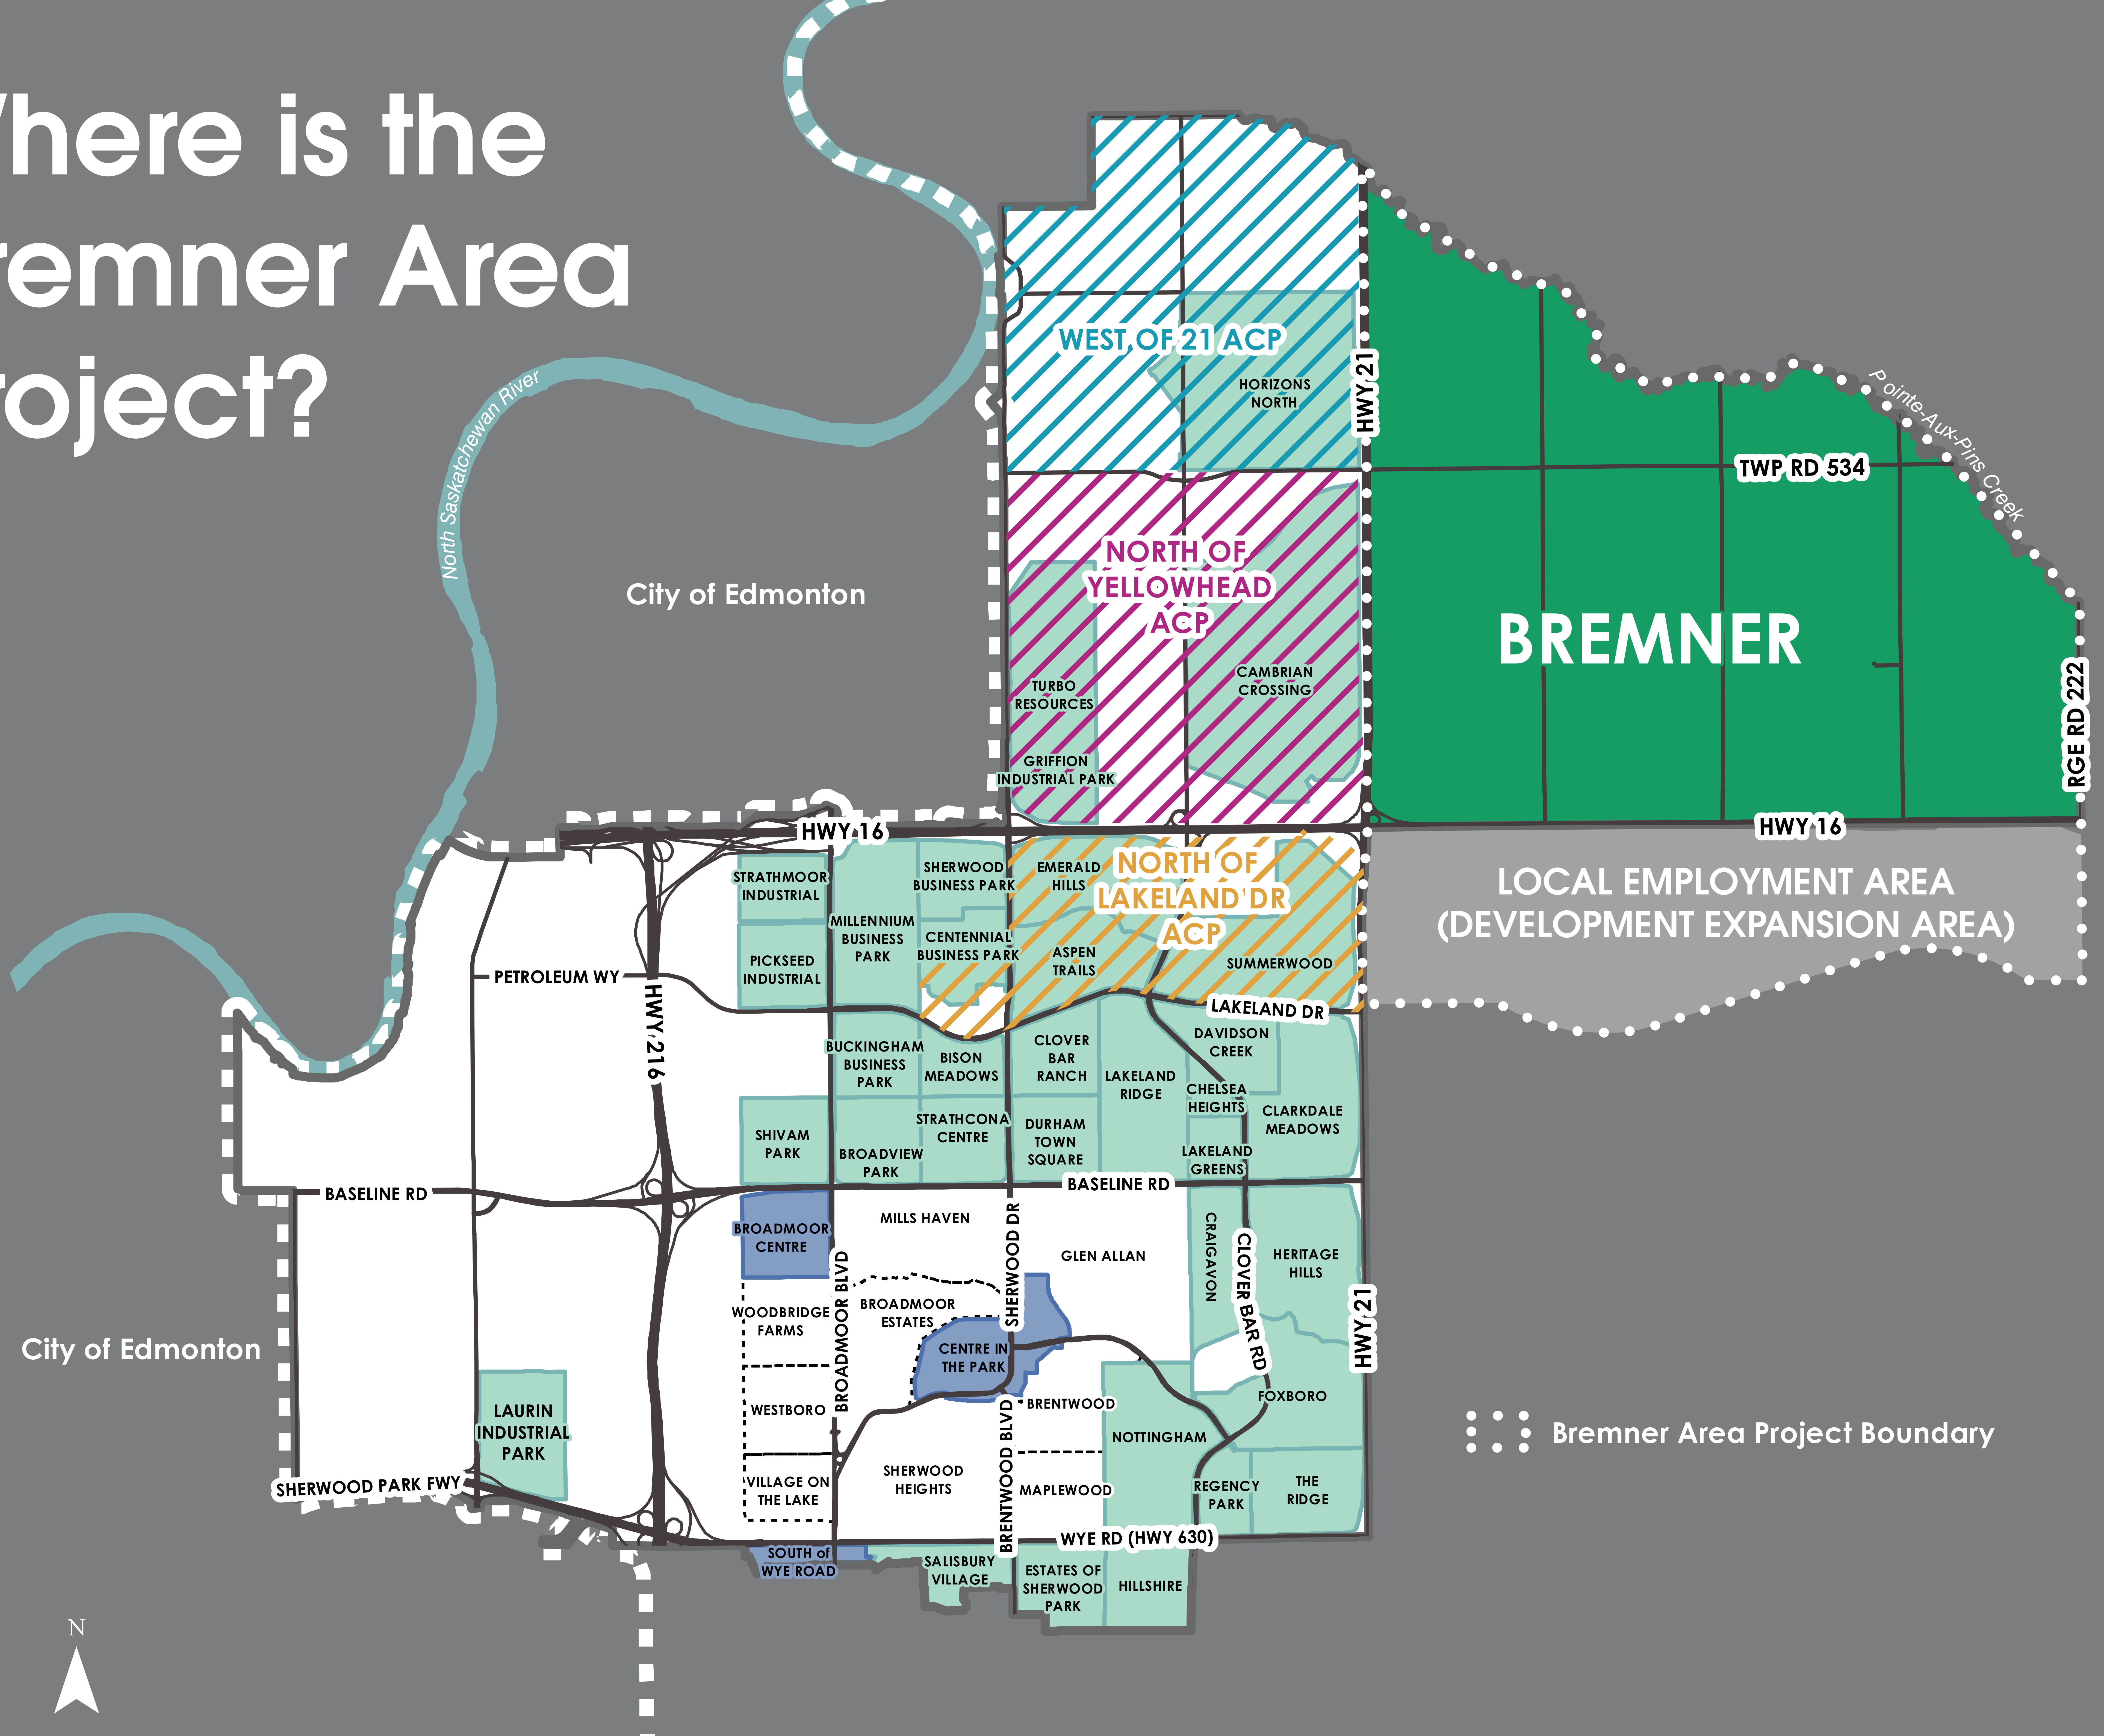 here is the
remner Area
roject?
North Saskatchewan River
City of Edmonton
WEST OF 21 ACP
HORIZONS
NORTH
HWY 21
TWP RD 534
Pointe-Aux-Pins Creek
NORTH OF
YELLOWHEAD
ACP
TURBO
RESOURCES
CAMBRIAN
CROSSING
GRIFFION
INDUSTRIAL PARK
BREMNER
RGE RD 222
HWY 16
HWY 16
LOCAL EMPLOYMENT AREA
(DEVELOPMENT EXPANSION AREA)
STRATHMOOR
INDUSTRIAL
SHERWOOD
BUSINESS PARK
EMERALD
HILLS
NORTH OF
LAKELAND DR
ACP
MILLENNIUM
BUSINESS
PARK
CENTENNIAL
BUSINESS PARK
PICKSEED
INDUSTRIAL
ASPEN
TRAILS
SUMMERWOOD
PETROLEUM WY
HWY 216
LAKELAND DR
BUCKINGHAM
BUSINESS
PARK
BISON
MEADOWS
CLOVER
BAR
RANCH
LAKELAND
RIDGE
DAVIDSON
CREEK
CHELSEA
HEIGHTS
CLARKDALE
MEADOWS
SHIVAM
PARK
BROADVIEW
PARK
STRATHCONA
CENTRE
DURHAM
TOWN
SQUARE
LAKELAND
GREENS
BASELINE RD
BASELINE RD
BROADMOOR
CENTRE
MILLS HAVEN
SHERWOOD DR
GLEN ALLAN
CRAIGAVON
CLOVER BAR RD
HERITAGE
HILLS
HWY 21
BROADMOOR BLVD
WOODBRIDGE
FARMS
BROADMOOR
ESTATES
CENTRE IN
THE PARK
City of Edmonton
LAURIN
INDUSTRIAL
PARK
WESTBORO
BRENTWOOD
FOXBORO
NOTTINGHAM
Bremner Area Project Boundary
SHERWOOD PARK FWY
VILLAGE ON
THE LAKE
SHERWOOD
HEIGHTS
BRENTWOOD BLVD
MAPLEWOOD
REGENCY
PARK
THE
RIDGE
WYE RD (HWY 630)
SOUTH of
WYE ROAD
SALISBURY
VILLAGE
ESTATES OF
SHERWOOD
PARK
HILLSHIRE
N